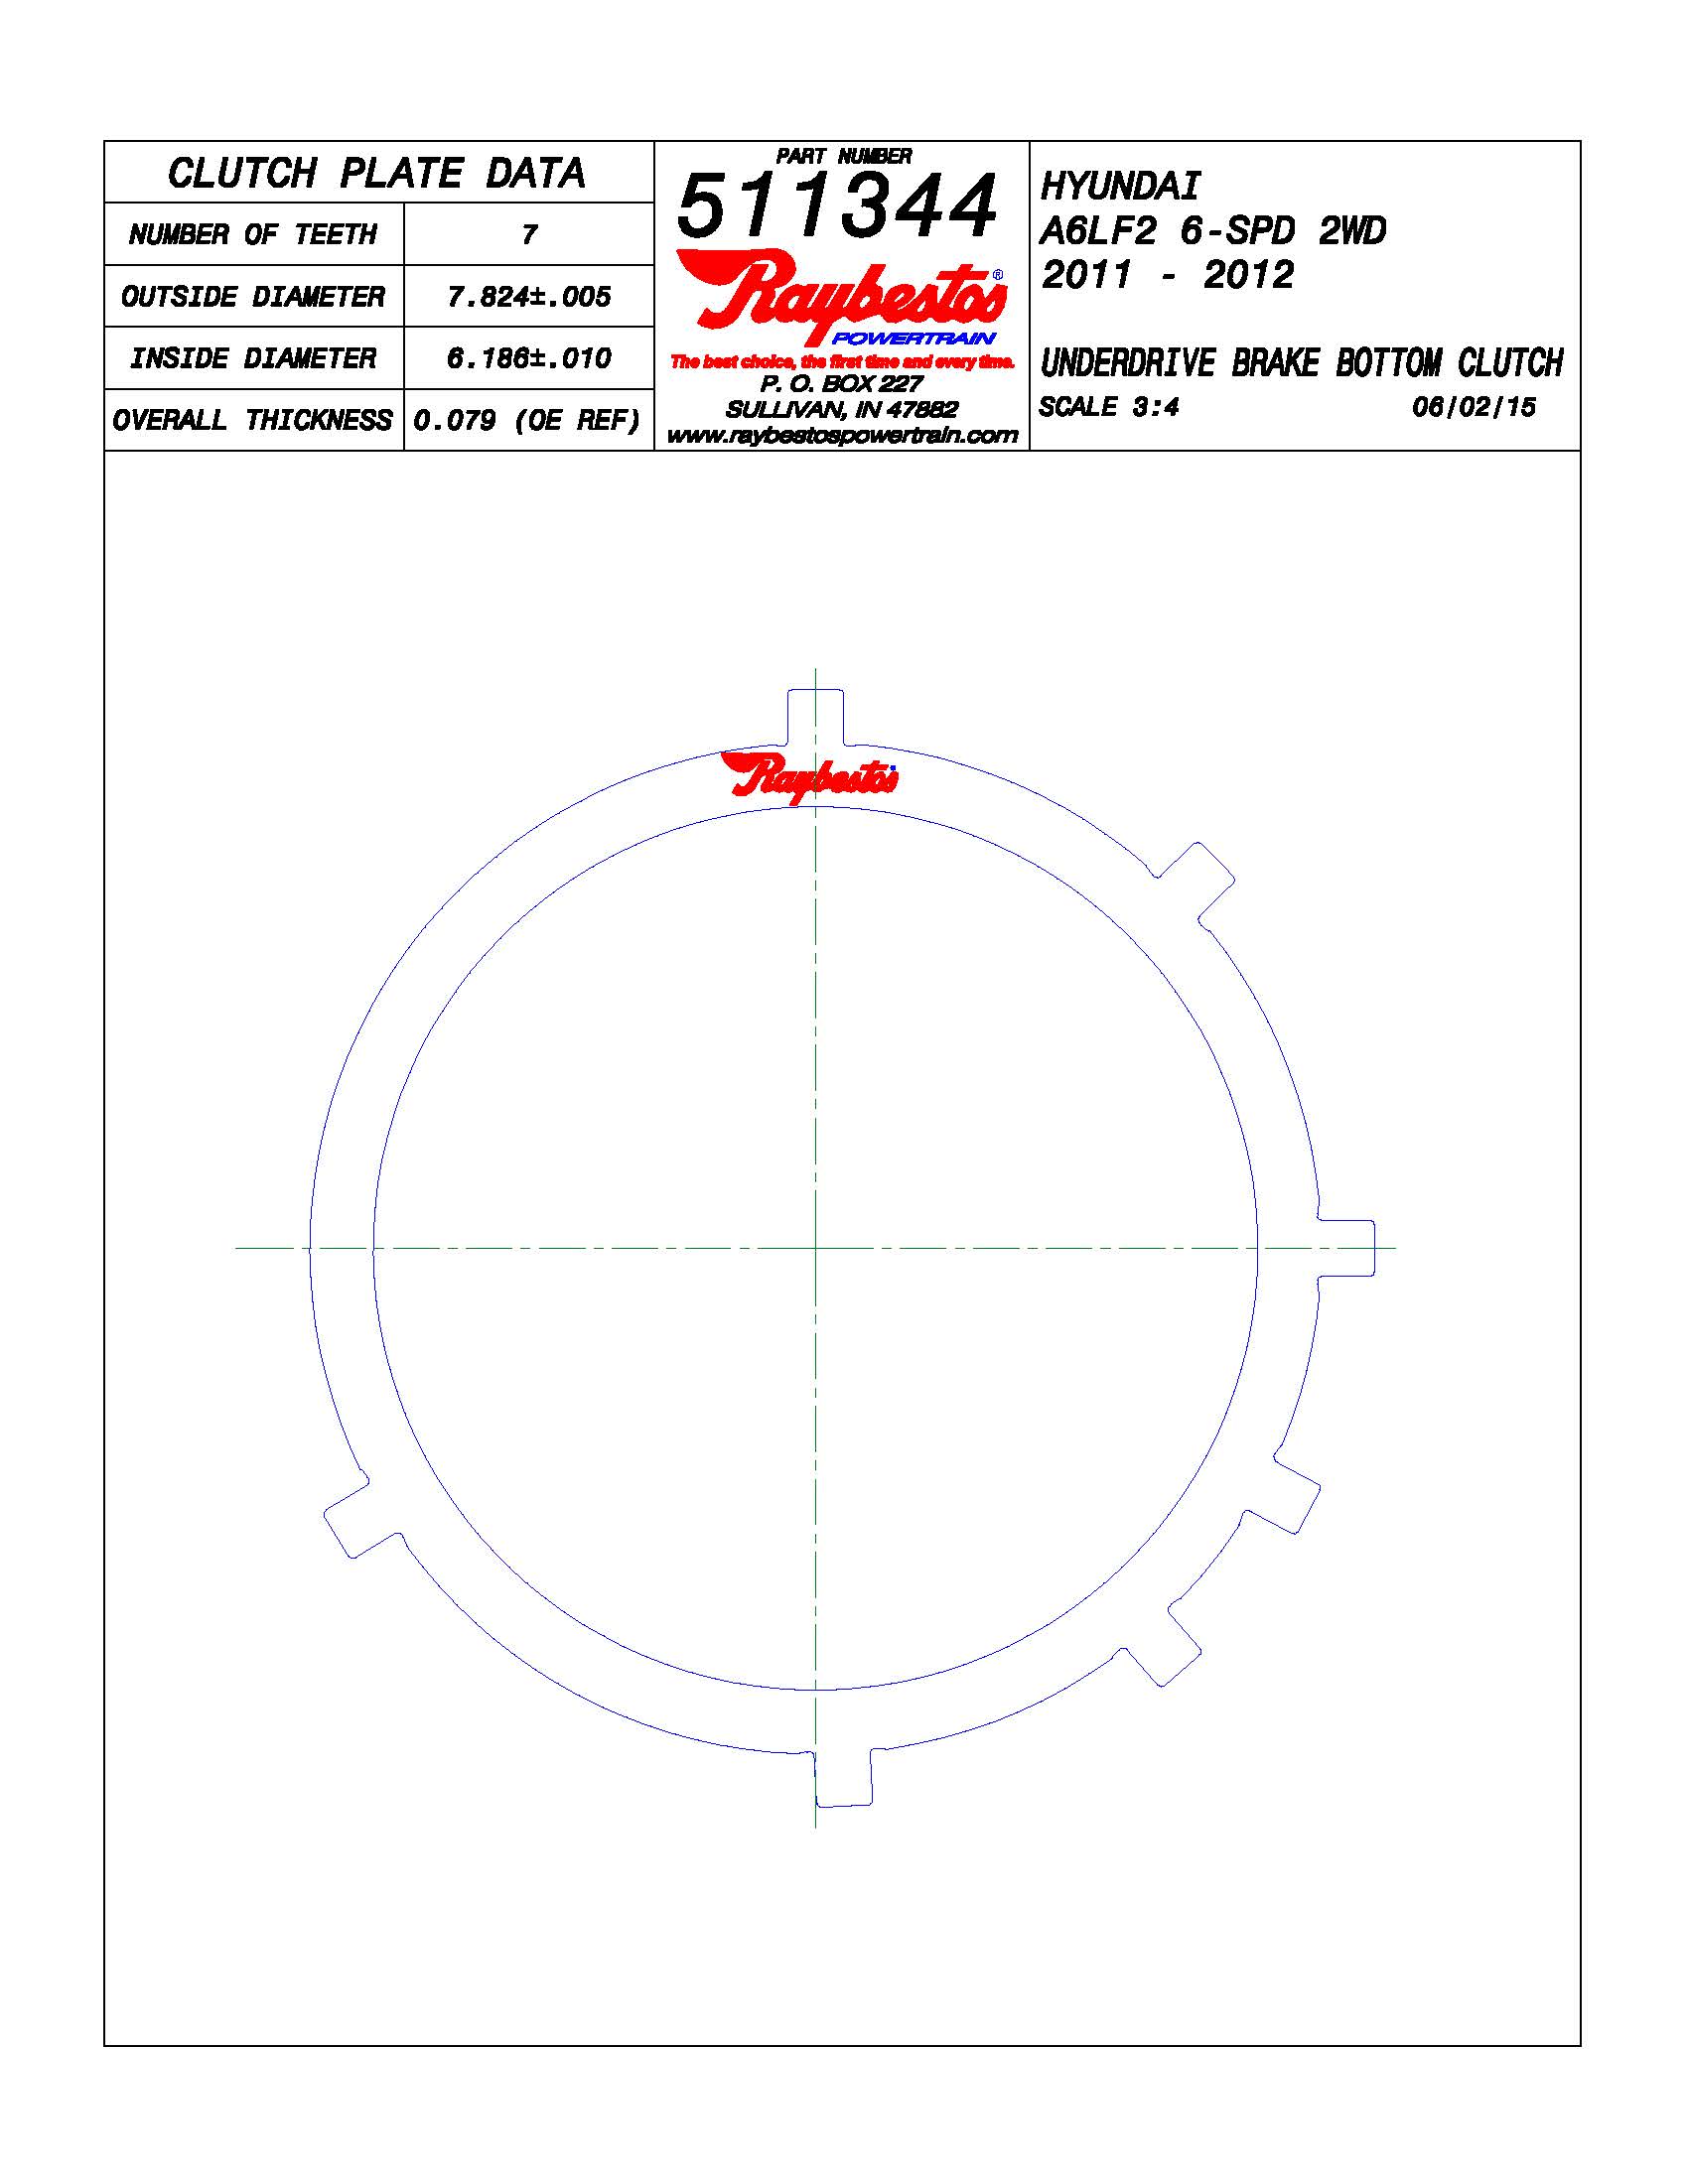 CLUTCH PLATE DATA
NUMBER OF TEETH 7
OUTSIDE DIAMETER 7.824±.005
INSIDE DIAMETER 6.186±.010
OVERALL THICKNESS 0.079 (OE REF)
PART NUMBER
511344
Raybestos®
POWERTRAIN
The best choice, the first time and every time.
P. O. BOX 227
SULLIVAN, IN 47882
www.raybestospowertrain.com
HYUNDAI
A6LF2 6-SPD 2WD
2011 - 2012
UNDERDRIVE BRAKE BOTTOM CLUTCH
SCALE 3:4 06/02/15
Raybestos